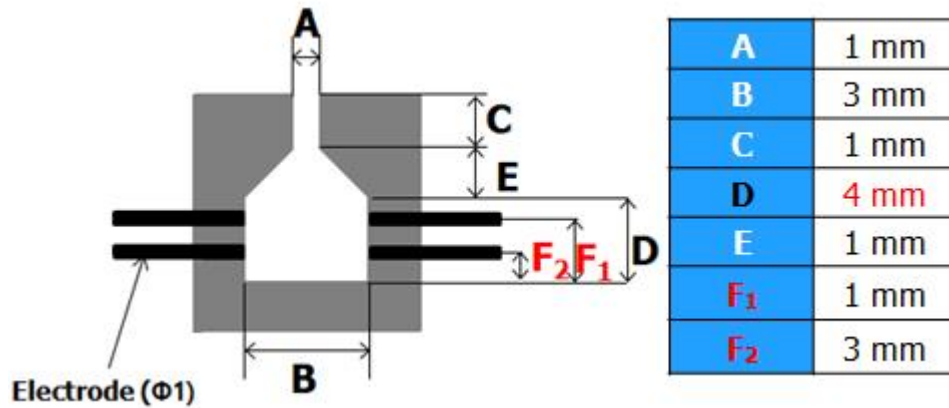 A
C
E
F₂
F₁
D
B
Electrode (Φ1)
A 1 mm
B 3 mm
C 1 mm
D 4 mm
E 1 mm
F₁ 1 mm
F₂ 3 mm